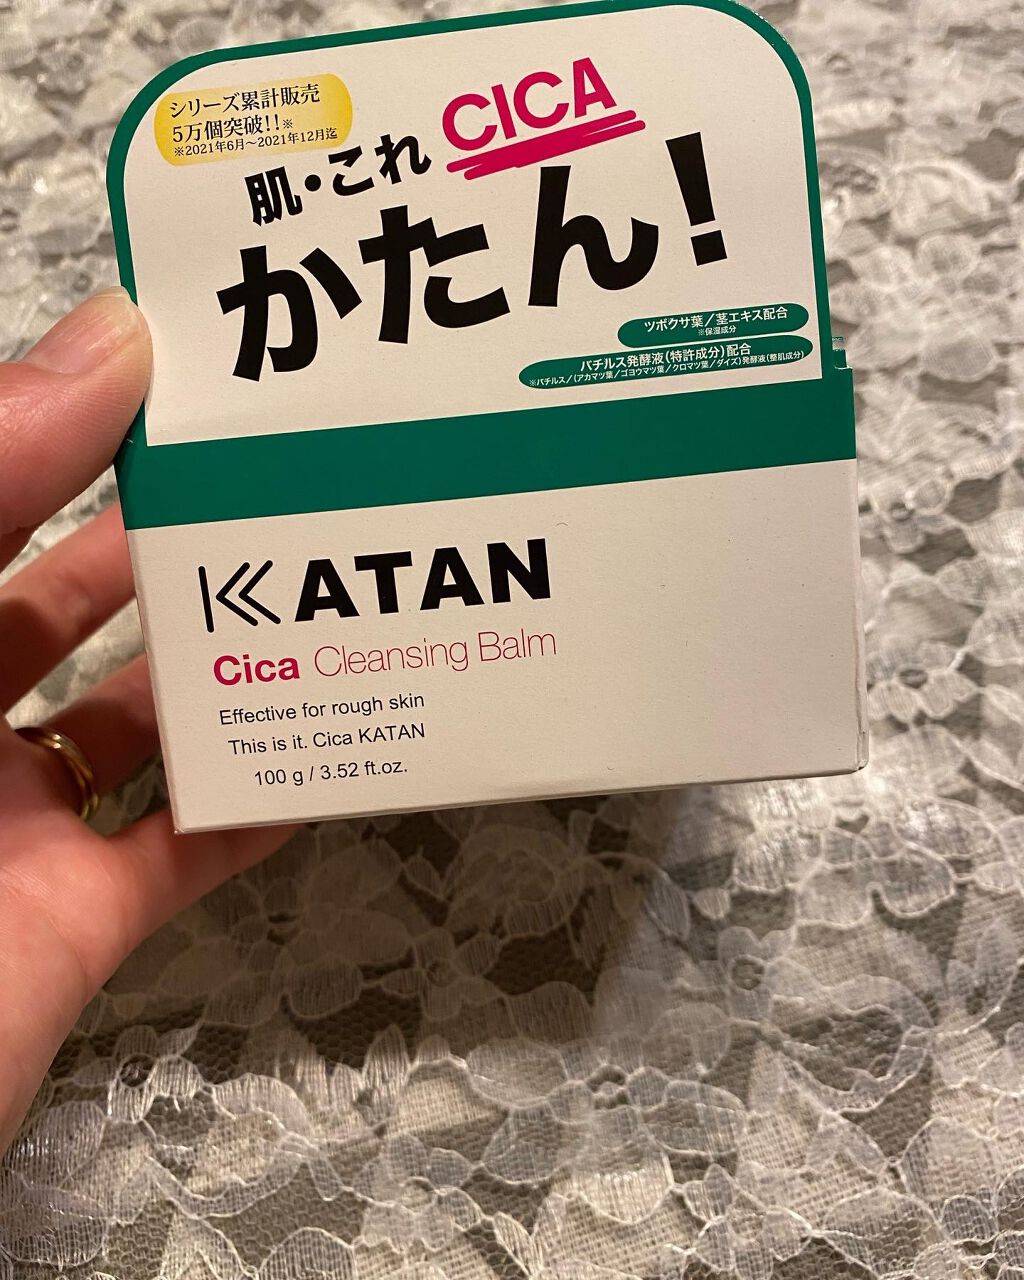 シリーズ累計販売
5万個突破!!※
※2021年6月～2021年12月迄
肌・これ CICA
かたん!
ツボクサ葉/茎エキス配合
※保湿成分
バチルス発酵液(特許成分)配合
※バチルス/(アカマツ葉/ゴヨウマツ葉/クロマツ葉/ダイズ)発酵液(整肌成分)
KATAN
Cica Cleansing Balm
Effective for rough skin
This is it. Cica KATAN
100 g / 3.52 ft.oz.